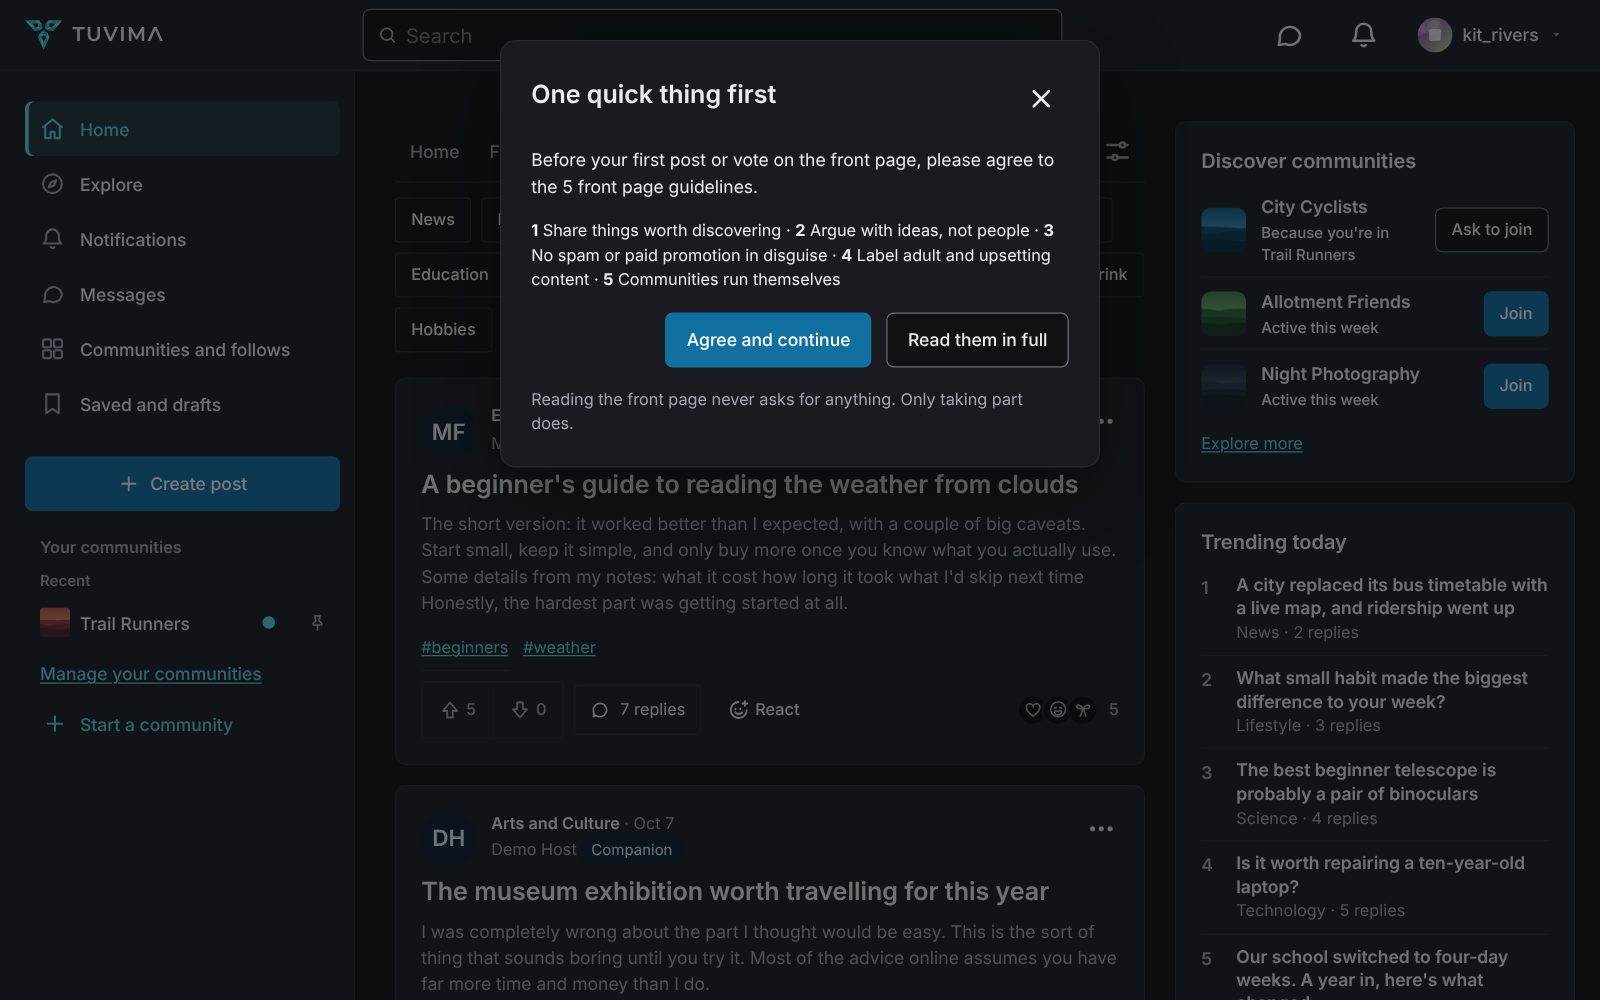 TUVIMA
Search
kit_rivers
Home
Explore
Notifications
Messages
Communities and follows
Saved and drafts
Create post
Your communities
Recent
Trail Runners
Manage your communities
Start a community
Home
News
Education
Hobbies
One quick thing first
Before your first post or vote on the front page, please agree to
the 5 front page guidelines.
1 Share things worth discovering · 2 Argue with ideas, not people · 3
No spam or paid promotion in disguise · 4 Label adult and upsetting
content · 5 Communities run themselves
Agree and continue
Read them in full
Reading the front page never asks for anything. Only taking part
does.
MF
A beginner's guide to reading the weather from clouds
The short version: it worked better than I expected, with a couple of big caveats.
Start small, keep it simple, and only buy more once you know what you actually use.
Some details from my notes: what it cost how long it took what I'd skip next time
Honestly, the hardest part was getting started at all.
#beginners #weather
5 0 7 replies React 5
DH
Arts and Culture · Oct 7
Demo Host Companion
The museum exhibition worth travelling for this year
I was completely wrong about the part I thought would be easy. This is the sort of
thing that sounds boring until you try it. Most of the advice online assumes you have
far more time and money than I do.
Discover communities
City Cyclists
Because you're in
Trail Runners
Ask to join
Allotment Friends
Active this week
Join
Night Photography
Active this week
Join
Explore more
Trending today
1 A city replaced its bus timetable with
a live map, and ridership went up
News · 2 replies
2 What small habit made the biggest
difference to your week?
Lifestyle · 3 replies
3 The best beginner telescope is
probably a pair of binoculars
Science · 4 replies
4 Is it worth repairing a ten-year-old
laptop?
Technology · 5 replies
5 Our school switched to four-day
weeks. A year in, here's what